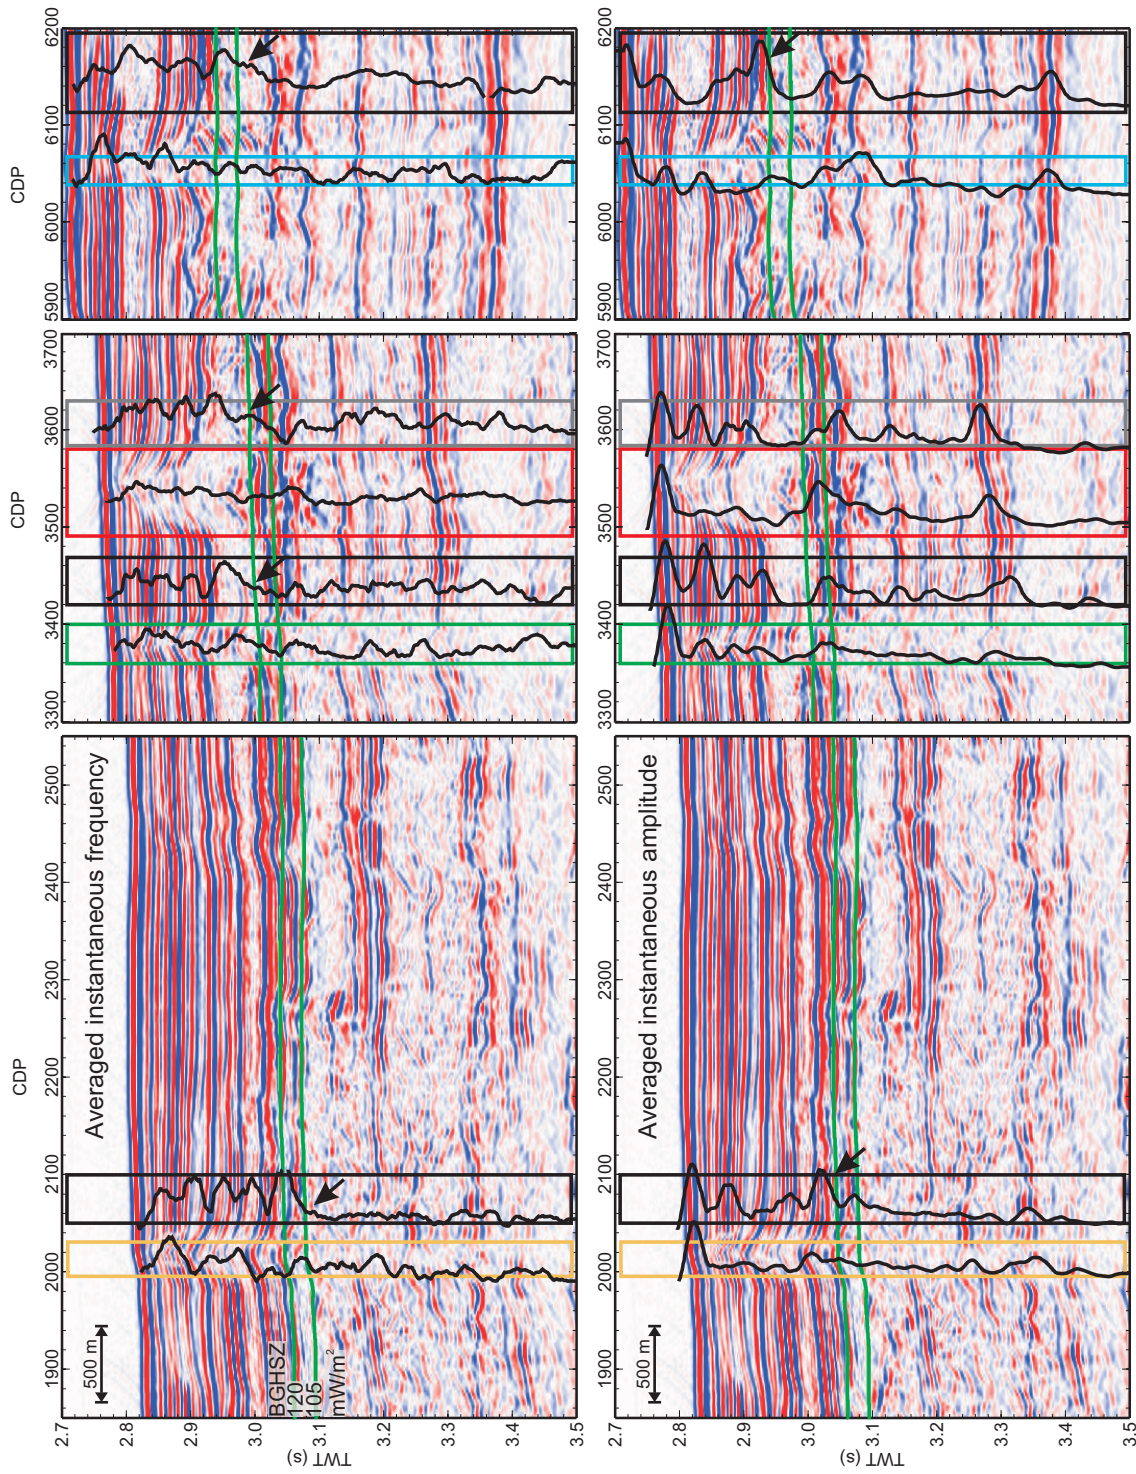 CDP CDP CDP
1900 2000 2100 2200 2300 2400 2500 3300 3400 3500 3600 3700 5900 6000 6100 6200
2.7
500 m
Averaged instantaneous frequency
2.8
2.9
3.0
TWT (s)
BGHSZ
120
105
mW/m²
3.1
3.2
3.3
3.4
3.5
1900 2000 2100 2200 2300 2400 2500 3300 3400 3500 3600 3700 5900 6000 6100 6200
2.7
500 m
Averaged instantaneous amplitude
2.8
2.9
3.0
TWT (s)
3.1
3.2
3.3
3.4
3.5